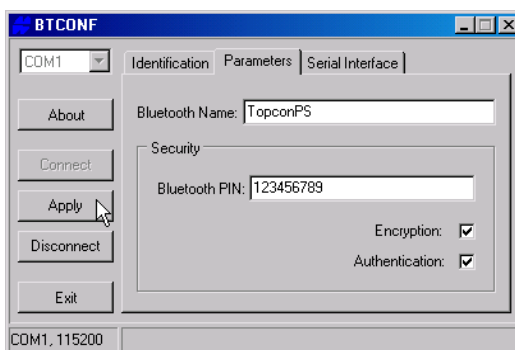 BTCONF
COM1
Identification Parameters Serial Interface
About
Bluetooth Name: TopconPS
Security
Connect
Bluetooth PIN: 123456789
Apply
Encryption:
Disconnect
Authentication:
Exit
COM1, 115200